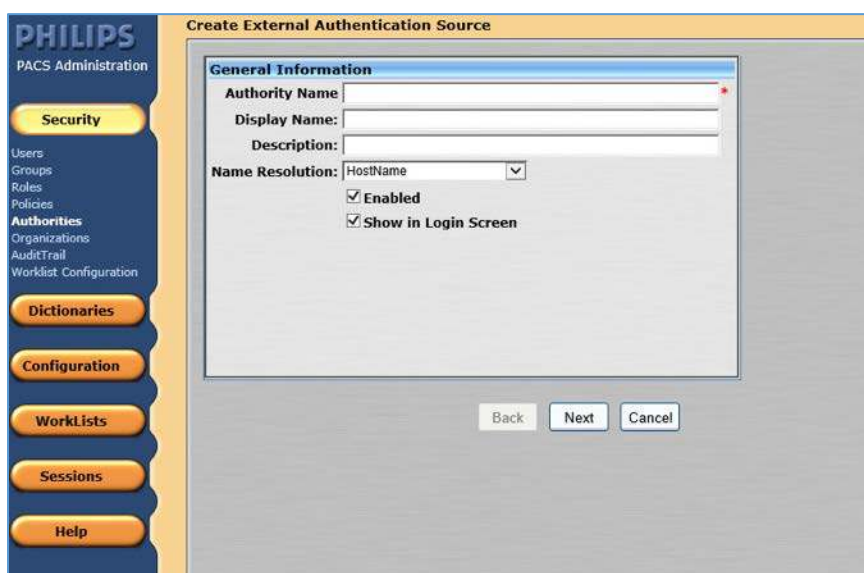 PHILIPS
PACS Administration
Security
Users
Groups
Roles
Policies
Authorities
Organizations
AuditTrail
Worklist Configuration
Dictionaries
Configuration
WorkLists
Sessions
Help
Create External Authentication Source
General Information
Authority Name *
Display Name:
Description:
Name Resolution: HostName
Enabled
Show in Login Screen
Back Next Cancel